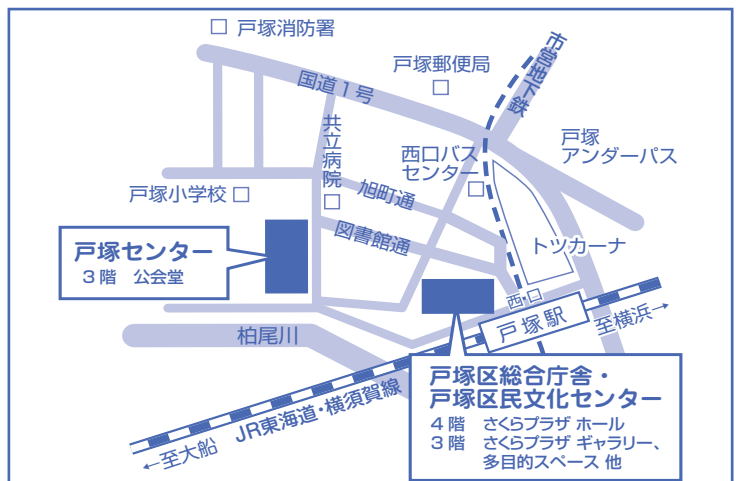 戸塚消防署
国道1号
戸塚郵便局
市営地下鉄
共立病院
西口バス
センター
戸塚
アンダーパス
戸塚小学校
旭町通
図書館通
トツカーナ
戸塚センター
3階 公会堂
西口
戸塚駅
至横浜→
柏尾川
JR東海道・横須賀線
←至大船
戸塚区総合庁舎・
戸塚区民文化センター
4階 さくらプラザ ホール
3階 さくらプラザ ギャラリー、
多目的スペース 他